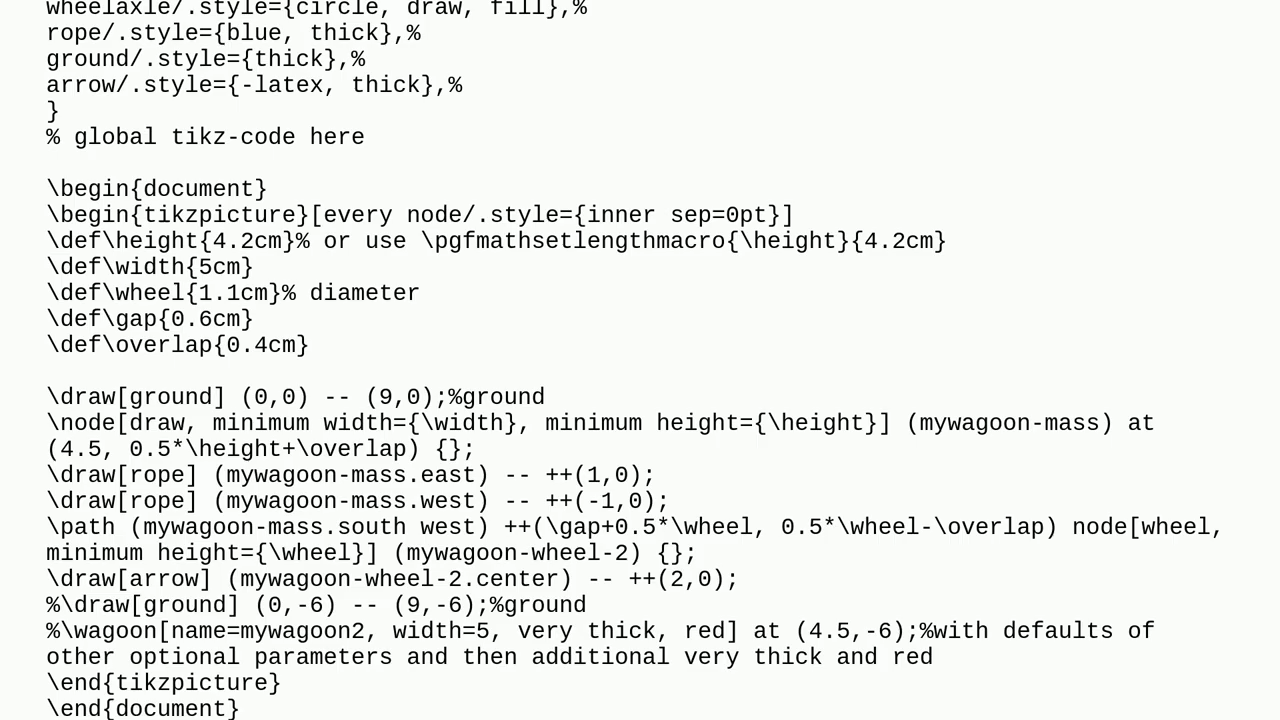 wheelaxle/.style={circle, draw, fill},%
rope/.style={blue, thick},%
ground/.style={thick},%
arrow/.style={-latex, thick},%
}
% global tikz-code here
\begin{document}
\begin{tikzpicture}[every node/.style={inner sep=0pt}]
\def\height{4.2cm}% or use \pgfmathsetlengthmacro{\height}{4.2cm}
\def\width{5cm}
\def\wheel{1.1cm}% diameter
\def\gap{0.6cm}
\def\overlap{0.4cm}
\draw[ground] (0,0) -- (9,0);%ground
\node[draw, minimum width={\width}, minimum height={\height}] (mywagoon-mass) at
(4.5, 0.5*\height+\overlap) {};
\draw[rope] (mywagoon-mass.east) -- ++(1,0);
\draw[rope] (mywagoon-mass.west) -- ++(-1,0);
\path (mywagoon-mass.south west) ++(\gap+0.5*\wheel, 0.5*\wheel-\overlap) node[wheel,
minimum height={\wheel}] (mywagoon-wheel-2) {};
\draw[arrow] (mywagoon-wheel-2.center) -- ++(2,0);
%\draw[ground] (0,-6) -- (9,-6);%ground
%\wagoon[name=mywagoon2, width=5, very thick, red] at (4.5,-6);%with defaults of
other optional parameters and then additional very thick and red
\end{tikzpicture}
\end{document}